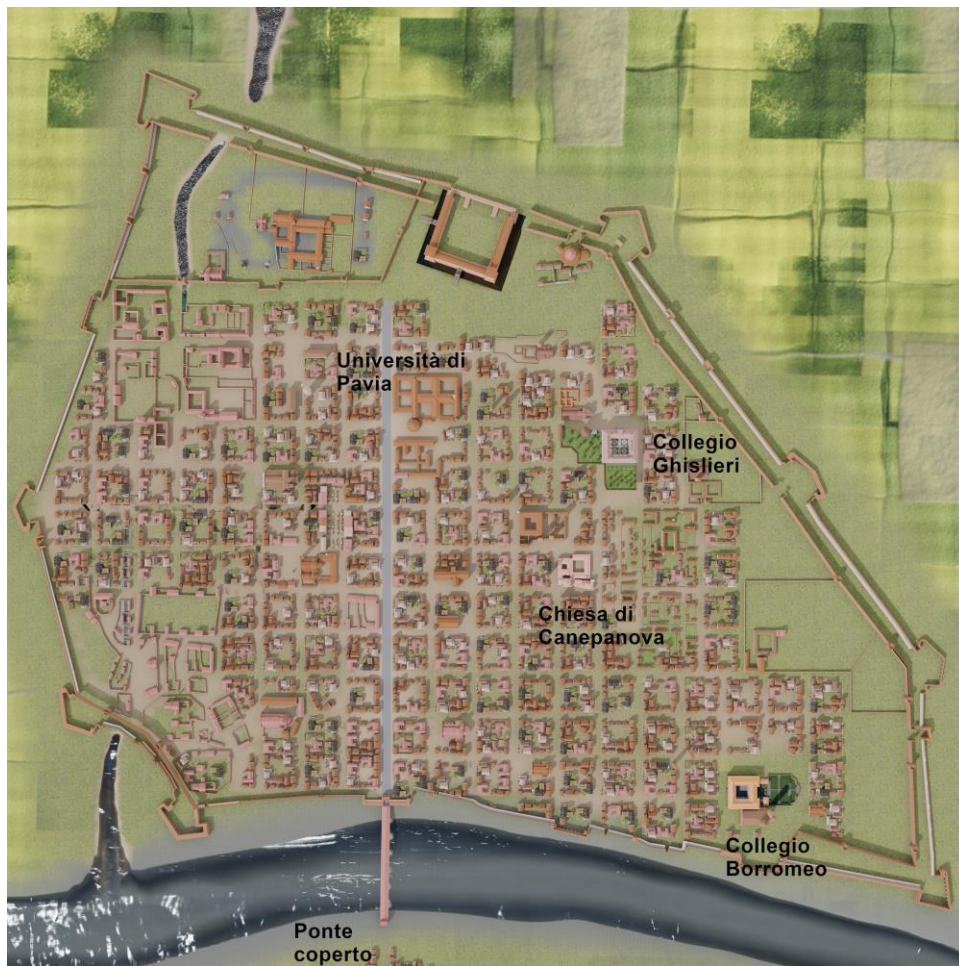 Università di
Pavia
Collegio
Ghislieri
Chiesa di
Canepanova
Collegio
Borromeo
Ponte
coperto